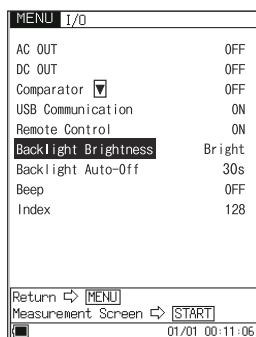 MENU I/O
AC OUT OFF
DC OUT OFF
Comparator ▼ OFF
USB Communication ON
Remote Control ON
Backlight Brightness Bright
Backlight Auto-Off 30s
Beep OFF
Index 128
Return ⇨ MENU
Measurement Screen ⇨ START
01/01 00:11:06